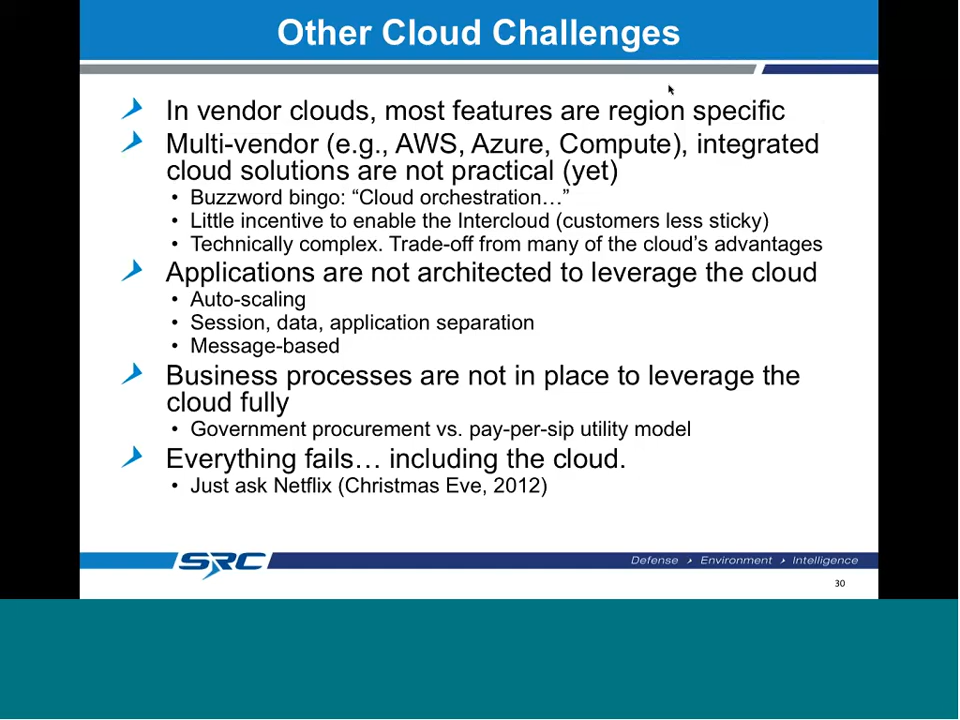 Other Cloud Challenges
In vendor clouds, most features are region specific
Multi-vendor (e.g., AWS, Azure, Compute), integrated
cloud solutions are not practical (yet)
• Buzzword bingo: “Cloud orchestration…”
• Little incentive to enable the Intercloud (customers less sticky)
• Technically complex. Trade-off from many of the cloud’s advantages
Applications are not architected to leverage the cloud
• Auto-scaling
• Session, data, application separation
• Message-based
Business processes are not in place to leverage the
cloud fully
• Government procurement vs. pay-per-sip utility model
Everything fails… including the cloud.
• Just ask Netflix (Christmas Eve, 2012)
SRC
Defense Environment Intelligence
30